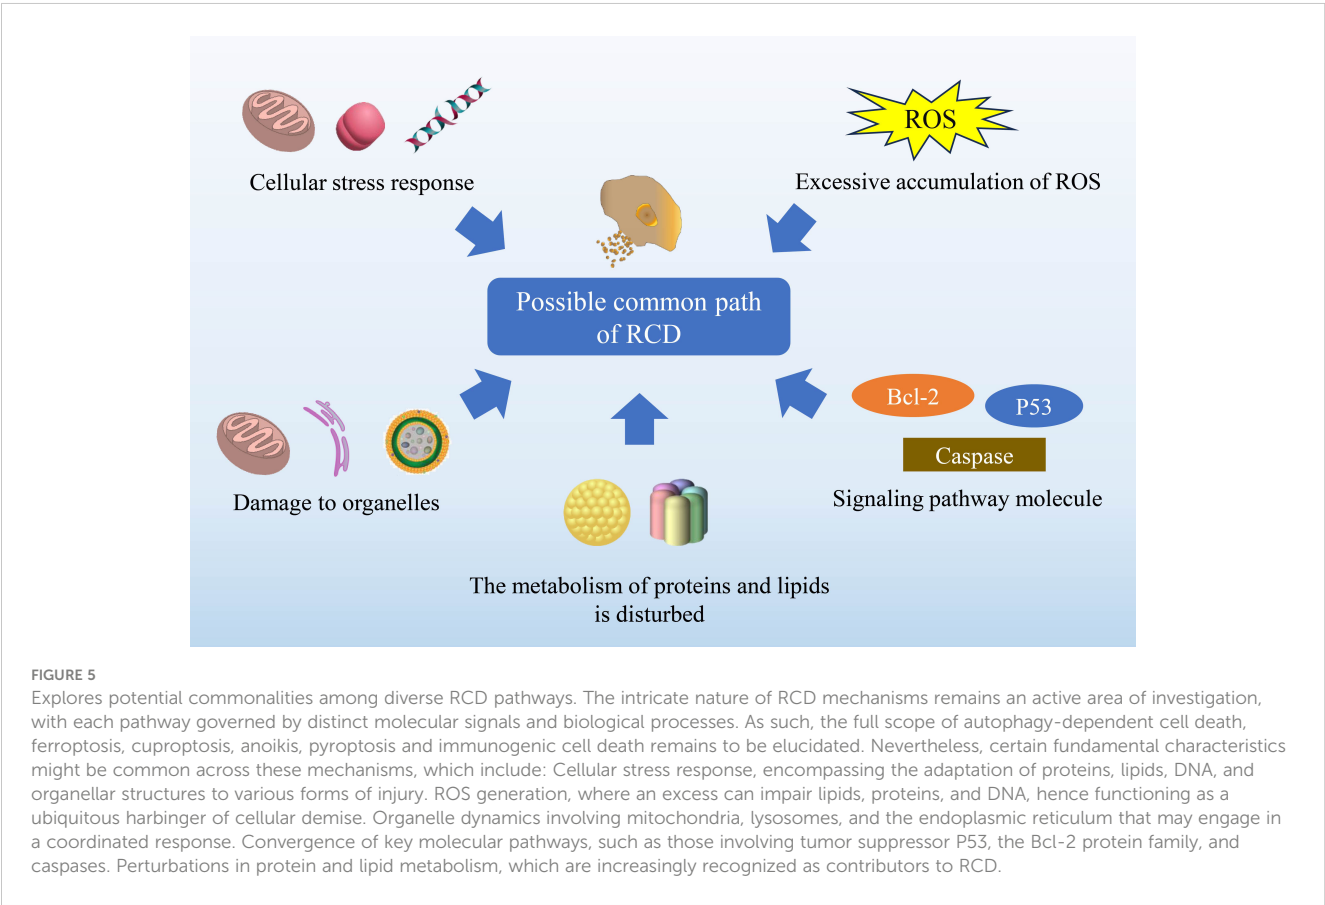 ROS
Cellular stress response
Excessive accumulation of ROS
Possible common path
of RCD
Bcl-2
P53
Caspase
Damage to organelles
Signaling pathway molecule
The metabolism of proteins and lipids
is disturbed
FIGURE 5
Explores potential commonalities among diverse RCD pathways. The intricate nature of RCD mechanisms remains an active area of investigation,
with each pathway governed by distinct molecular signals and biological processes. As such, the full scope of autophagy-dependent cell death,
ferroptosis, cuproptosis, anoikis, pyroptosis and immunogenic cell death remains to be elucidated. Nevertheless, certain fundamental characteristics
might be common across these mechanisms, which include: Cellular stress response, encompassing the adaptation of proteins, lipids, DNA, and
organellar structures to various forms of injury. ROS generation, where an excess can impair lipids, proteins, and DNA, hence functioning as a
ubiquitous harbinger of cellular demise. Organelle dynamics involving mitochondria, lysosomes, and the endoplasmic reticulum that may engage in
a coordinated response. Convergence of key molecular pathways, such as those involving tumor suppressor P53, the Bcl-2 protein family, and
caspases. Perturbations in protein and lipid metabolism, which are increasingly recognized as contributors to RCD.